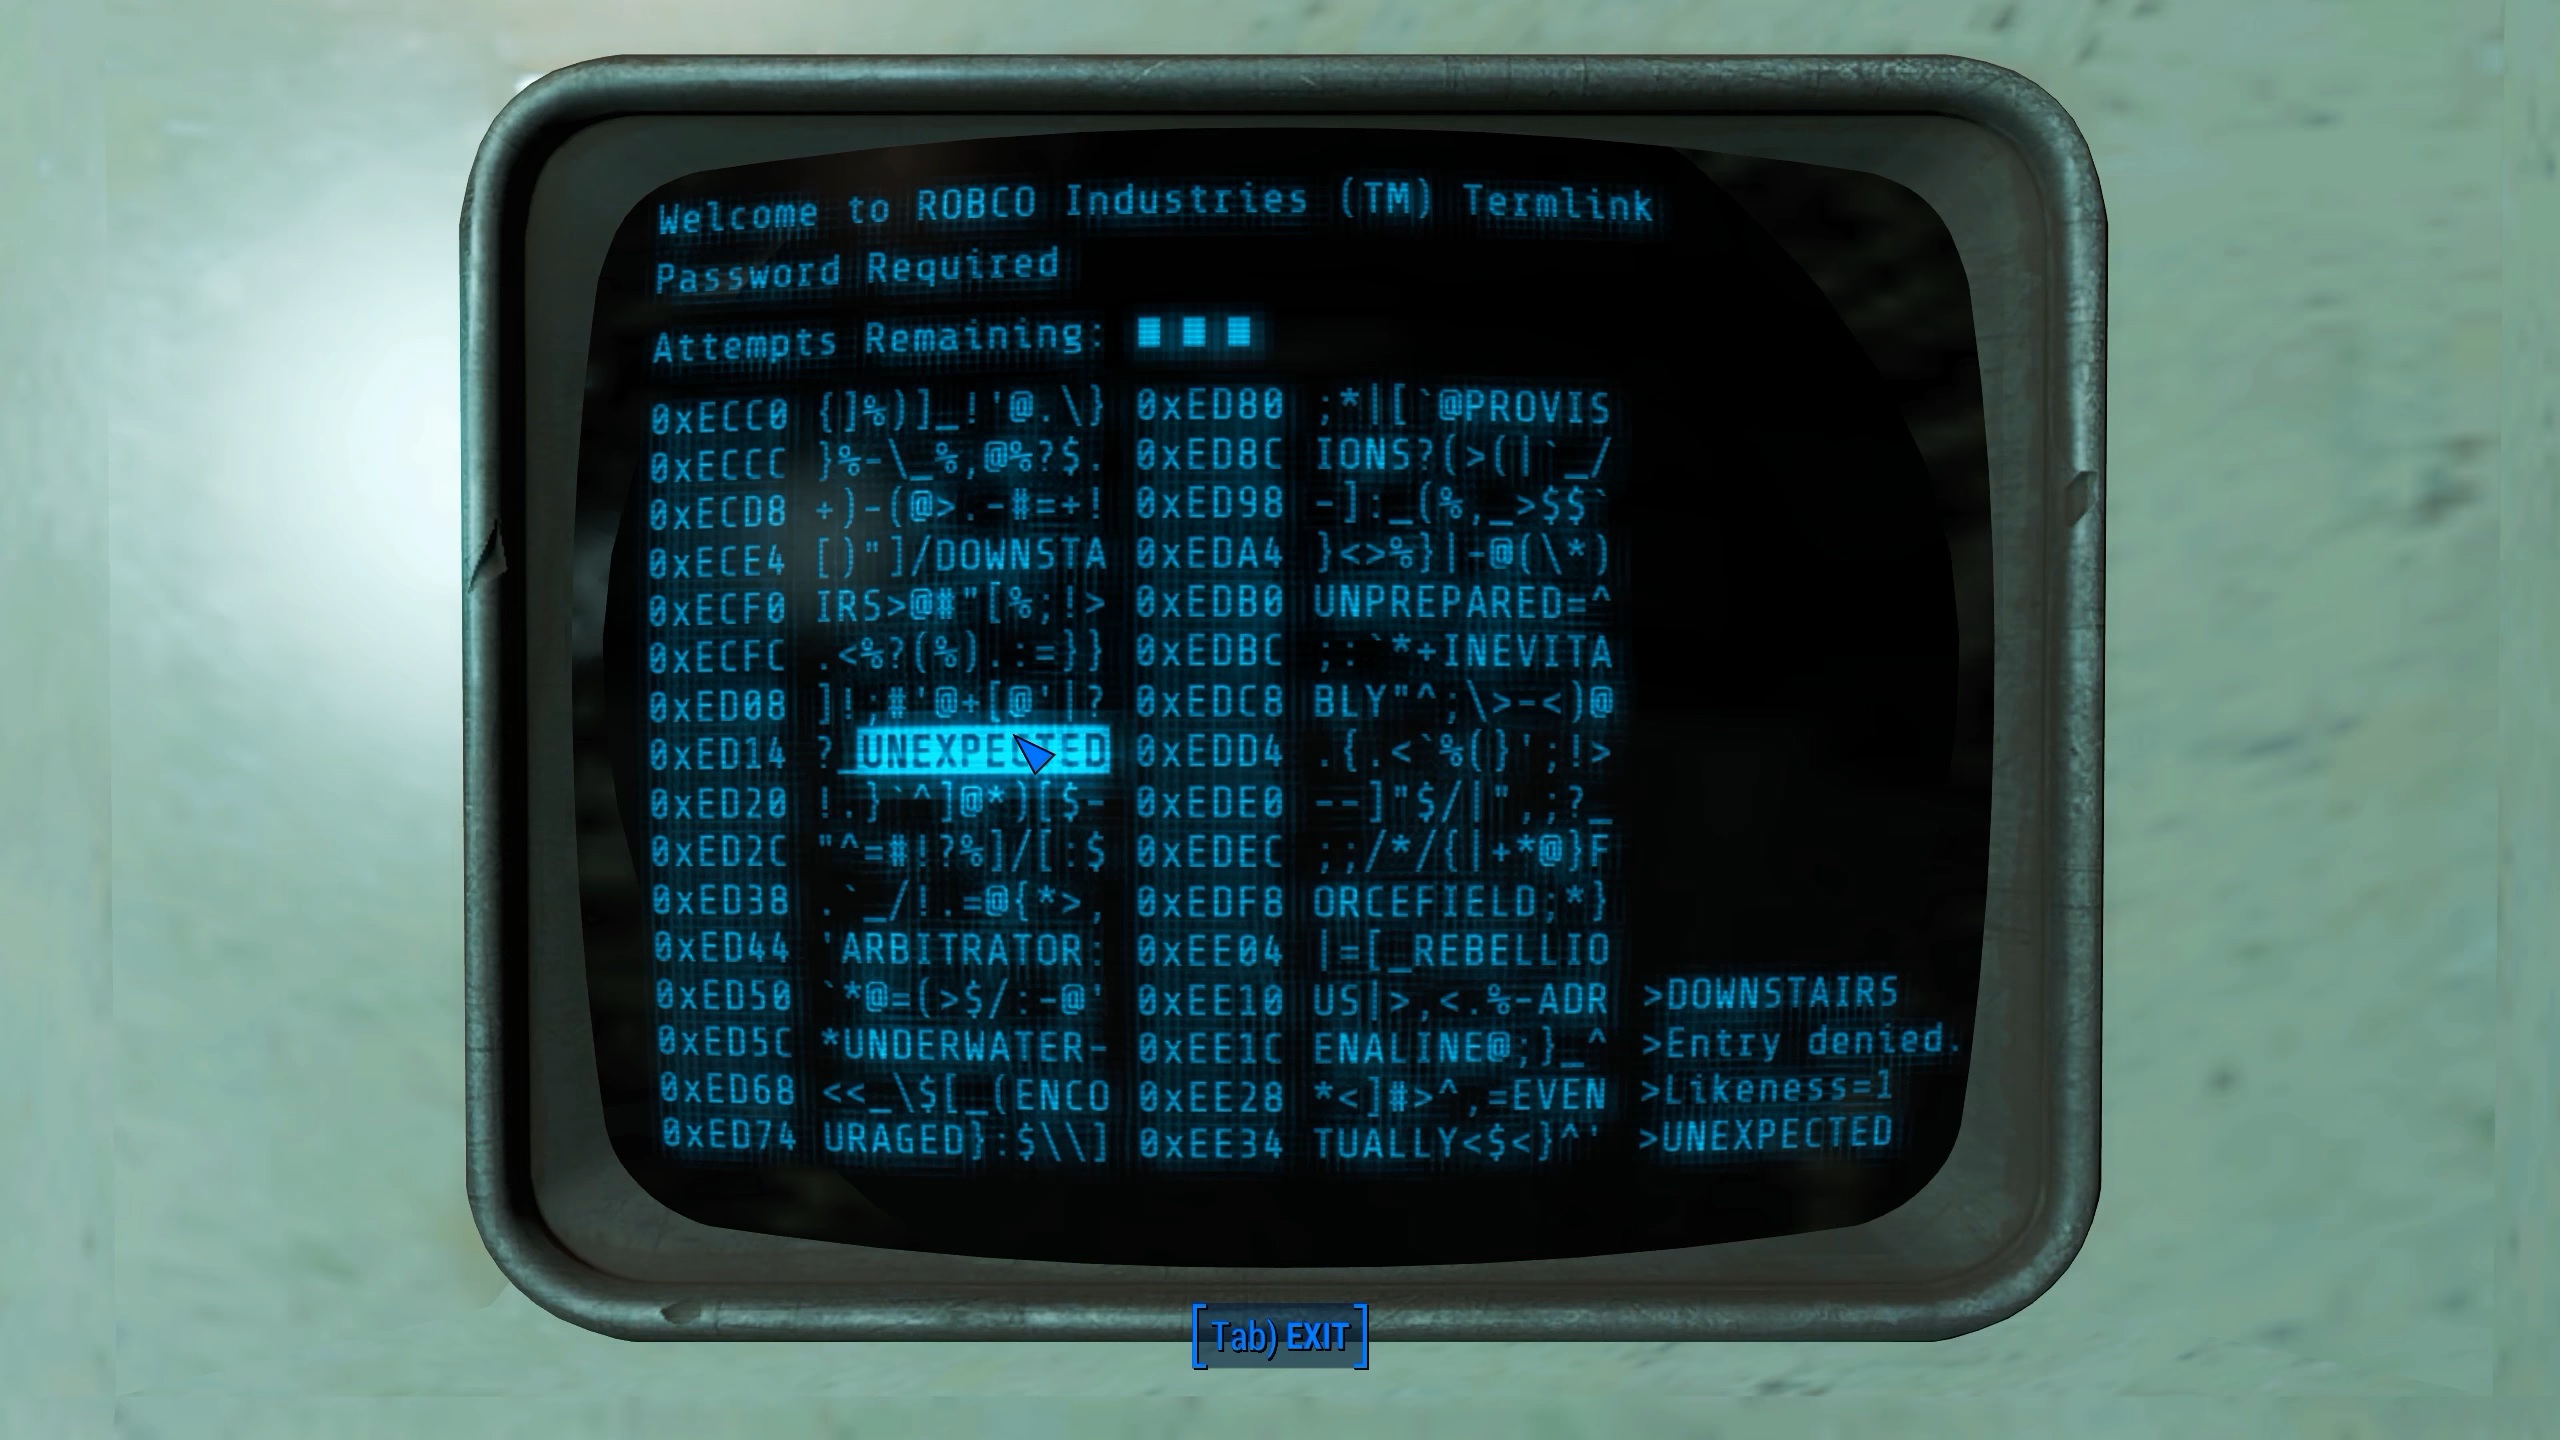 Welcome to ROBCO Industries (TM) Termlink
Password Required
Attempts Remaining: ■ ■ ■
0xECC0 {]%)]_!'@.\} 0xED80 ;*|[`@PROVIS
0xECCC }%-\_%,@%?$. 0xED8C IONS?(>(|`_/
0xECD8 +)-(@>.-#=+! 0xED98 -]:_(%,_>$$`
0xECE4 [)"]/DOWNSTA 0xEDA4 }<>%}|-@(\*)
0xECF0 IRS>@#"[%;!> 0xEDB0 UNPREPARED=^
0xECFC .<%?(%).:=}} 0xEDBC ;:`*+INEVITA
0xED08 ]!;#'@+[@'|? 0xEDC8 BLY"^;\>-<)@
0xED14 ?_UNEXPECTED 0xEDD4 .{.<`%(}';!>
0xED20 !.}`^]@*)[$- 0xEDE0 --]"$/|",;?_
0xED2C "^=#!?%]/[:$ 0xEDEC ;;/*/{|+*@}F
0xED38 .`_/!.=@{*>, 0xEDF8 ORCEFIELD;*}
0xED44 'ARBITRATOR: 0xEE04 |=[_REBELLIO
0xED50 `*@=(>$/:-@' 0xEE10 US|>,<.%-ADR >DOWNSTAIRS
0xED5C *UNDERWATER- 0xEE1C ENALINE@;}_^ >Entry denied.
0xED68 <<_\$[_(ENCO 0xEE28 *<]#>^,=EVEN >Likeness=1
0xED74 URAGED}:$\\] 0xEE34 TUALLY<$<}^' >UNEXPECTED
[Tab) EXIT]